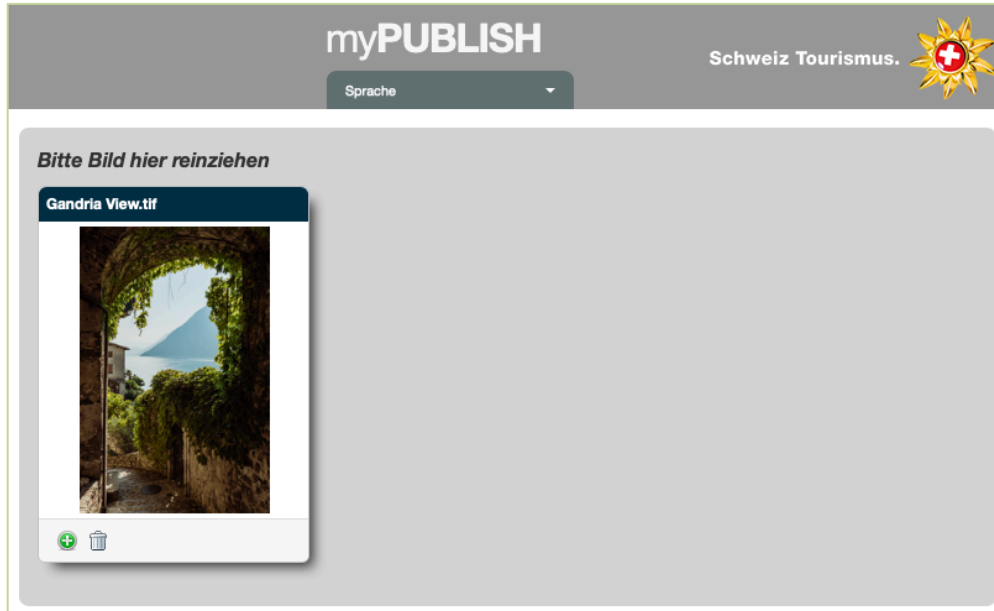 myPUBLISH
Schweiz Tourismus.
Sprache
Bitte Bild hier reinziehen
Gandria View.tif